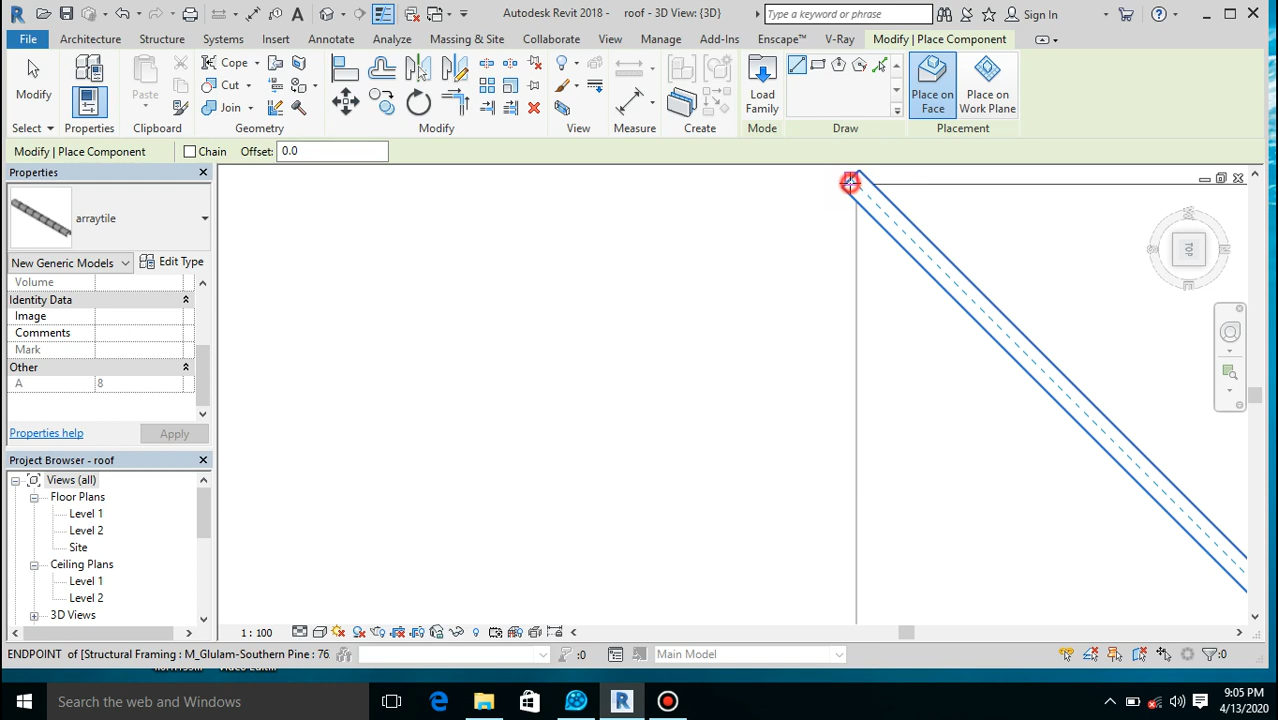 Autodesk Revit 2018 - roof - 3D View: {3D}
Type a keyword or phrase
Sign In
File Architecture Structure Systems Insert Annotate Analyze Massing & Site Collaborate View Manage Add-Ins Enscape™ V-Ray Modify | Place Component
Modify
Properties
Paste
Cope
Cut
Join
Load Family
Place on Face
Place on Work Plane
Select Properties Clipboard Geometry Modify View Measure Create Mode Draw Placement
Modify | Place Component Chain Offset: 0.0
Properties
arraytile
New Generic Models Edit Type
Volume
Identity Data
Image
Comments
Mark
Other
A 8
Properties help Apply
Project Browser - roof
Views (all)
Floor Plans
Level 1
Level 2
Site
Ceiling Plans
Level 1
Level 2
3D Views
TOP
1 : 100
ENDPOINT of [Structural Framing : M_Glulam-Southern Pine : 76
:0
Main Model
:0
Search the web and Windows
9:05 PM
4/13/2020